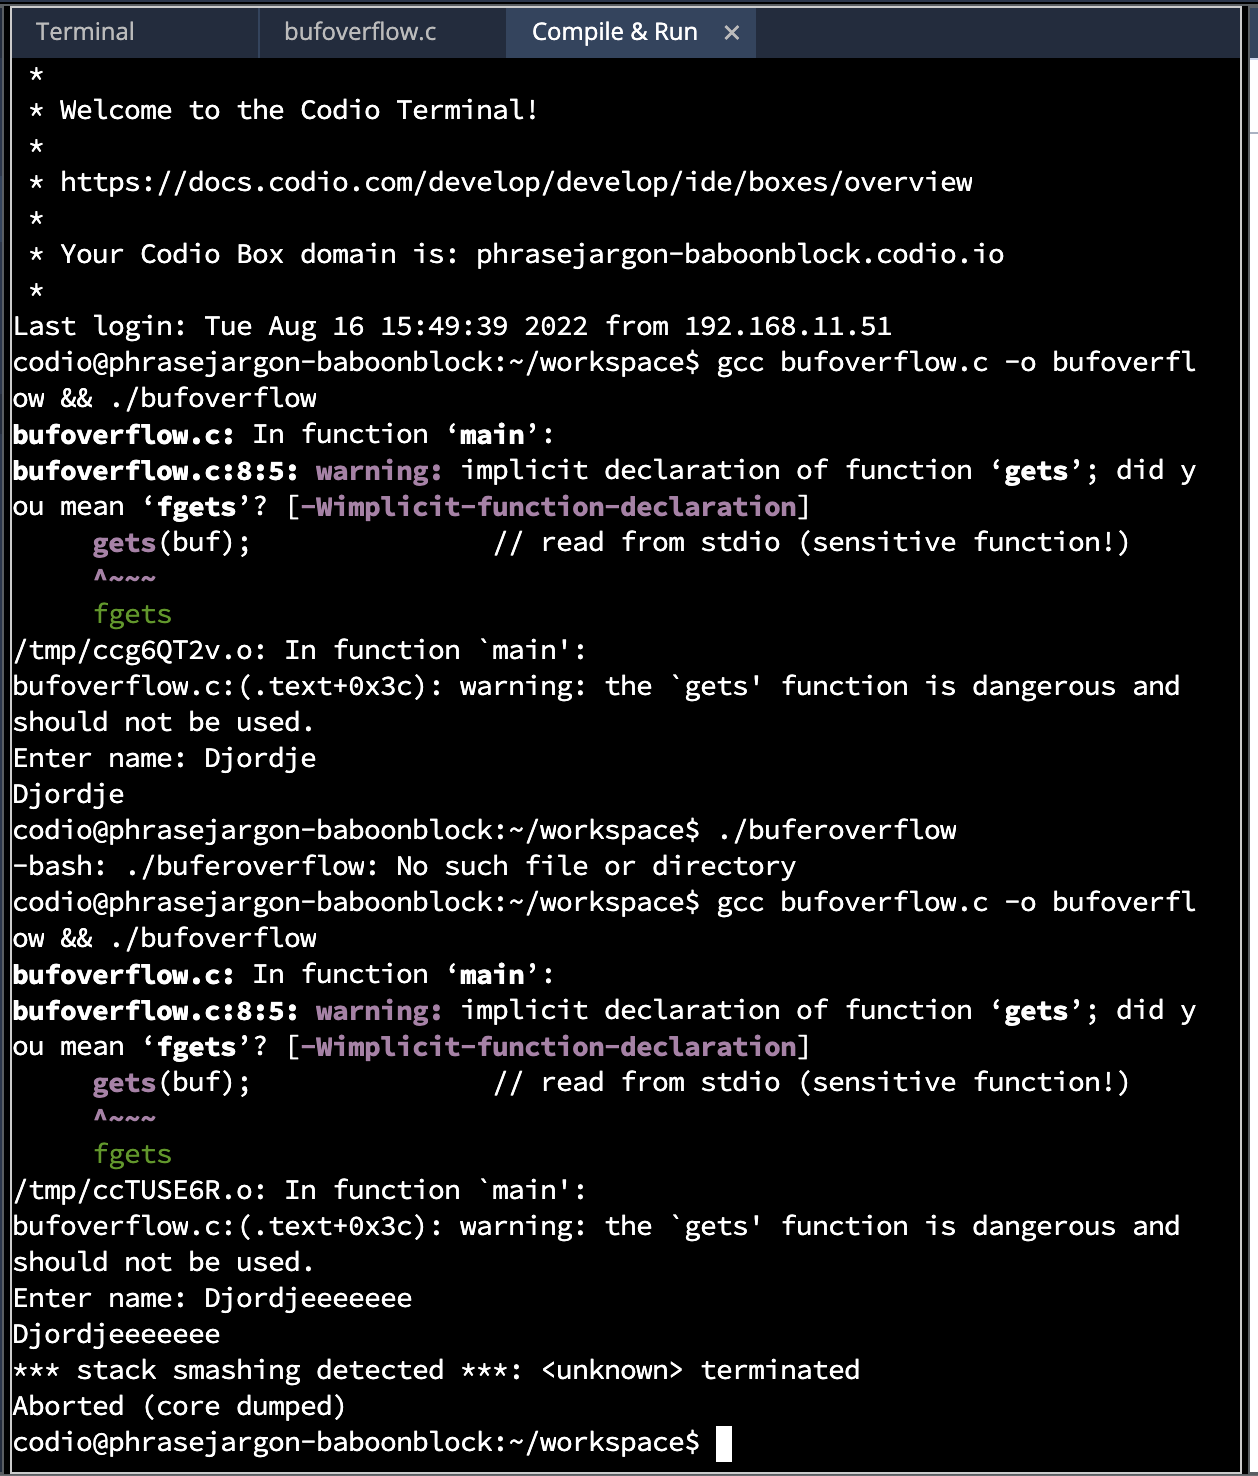 Terminal
bufoverflow.c
Compile & Run ×
*
* Welcome to the Codio Terminal!
*
* https://docs.codio.com/develop/develop/ide/boxes/overview
*
* Your Codio Box domain is: phrasejargon-baboonblock.codio.io
*
Last login: Tue Aug 16 15:49:39 2022 from 192.168.11.51
codio@phrasejargon-baboonblock:~/workspace$ gcc bufoverflow.c -o bufoverfl
ow && ./bufoverflow
bufoverflow.c: In function ‘main’:
bufoverflow.c:8:5: warning: implicit declaration of function ‘gets’; did y
ou mean ‘fgets’? [-Wimplicit-function-declaration]
     gets(buf);               // read from stdio (sensitive function!)
     ^~~~
     fgets
/tmp/ccg6QT2v.o: In function `main':
bufoverflow.c:(.text+0x3c): warning: the `gets' function is dangerous and
should not be used.
Enter name: Djordje
Djordje
codio@phrasejargon-baboonblock:~/workspace$ ./buferoverflow
-bash: ./buferoverflow: No such file or directory
codio@phrasejargon-baboonblock:~/workspace$ gcc bufoverflow.c -o bufoverfl
ow && ./bufoverflow
bufoverflow.c: In function ‘main’:
bufoverflow.c:8:5: warning: implicit declaration of function ‘gets’; did y
ou mean ‘fgets’? [-Wimplicit-function-declaration]
     gets(buf);               // read from stdio (sensitive function!)
     ^~~~
     fgets
/tmp/ccTUSE6R.o: In function `main':
bufoverflow.c:(.text+0x3c): warning: the `gets' function is dangerous and
should not be used.
Enter name: Djordjeeeeeee
Djordjeeeeeee
*** stack smashing detected ***: <unknown> terminated
Aborted (core dumped)
codio@phrasejargon-baboonblock:~/workspace$